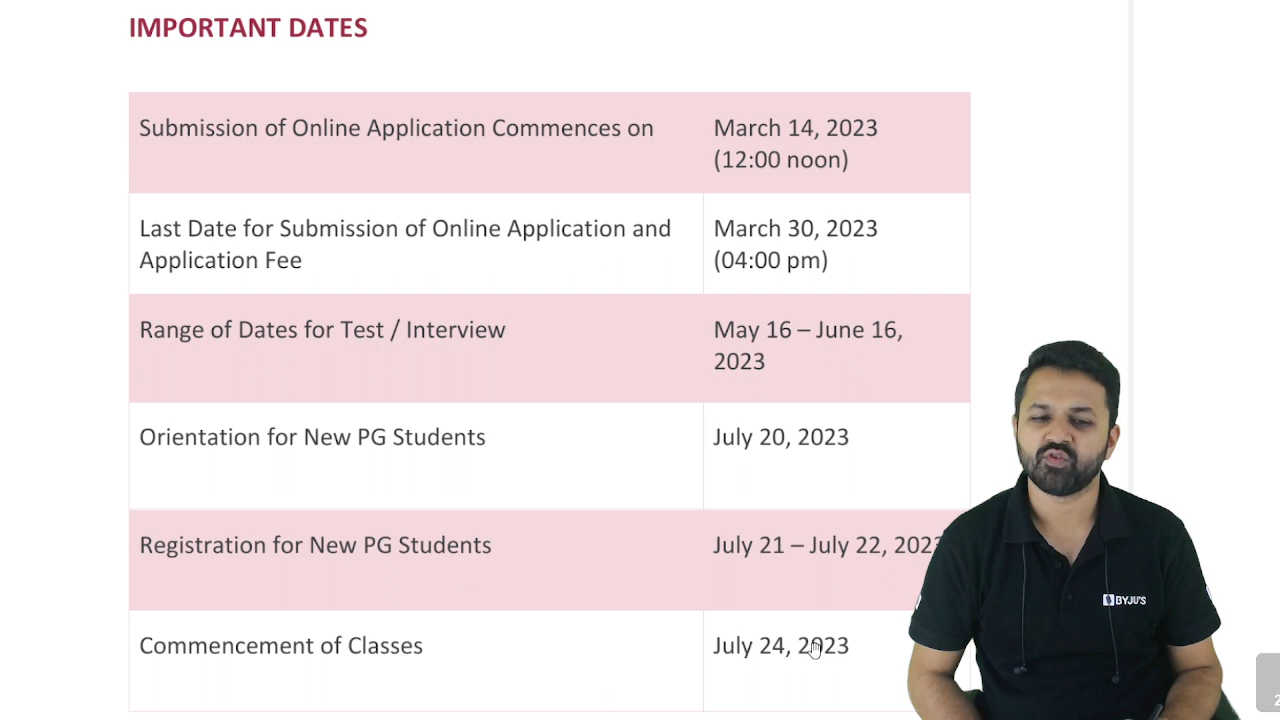 IMPORTANT DATES
Submission of Online Application Commences on
March 14, 2023
(12:00 noon)
Last Date for Submission of Online Application and
Application Fee
March 30, 2023
(04:00 pm)
Range of Dates for Test / Interview
May 16 – June 16,
2023
Orientation for New PG Students
July 20, 2023
Registration for New PG Students
July 21 – July 22, 2023
Commencement of Classes
July 24, 2023
BYJU'S
2